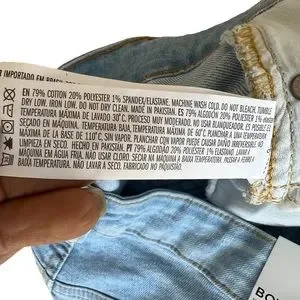 IMPORTADO EM BRASIL
EN 79% COTTON 20% POLYESTER 1% SPANDEX/ELASTANE. MACHINE WASH COLD. DO NOT BLEACH. TUMBLE
DRY LOW. IRON LOW. DO NOT DRY CLEAN. MADE IN PAKISTAN. ES 79% ALGODÓN 20% POLIÉSTER 1%
TEMPERATURA MÁXIMA DE LAVADO 30°C. PROCESO MUY MODERADO. NO USAR BLANQUEADOR. ES POSIBLE
SECADO EN MÁQUINA. TEMPERATURA BAJA. TEMPERATURA MÁXIMA DE 60°C. PLANCHAR A UNA
MÁXIMA DE LA BASE DE 110°C. SIN VAPOR. PLANCHAR CON VAPOR PUEDE CAUSAR DAÑO IRREVERSIBLE. NO
LIMPIEZA EN SECO. HECHO EN PAKISTÁN. PT 79% ALGODÃO 20% POLIÉSTER 1% ELASTANO. LAVAR À
MÁQUINA EM ÁGUA FRIA. NÃO USAR CLORO. SECAR NA MÁQUINA A BAIXA TEMPERATURA. PASSAR A FERRO A
BAIXA TEMPERATURA. NÃO LAVAR A SECO. FABRICADO NO PAQUISTÃO.
BO